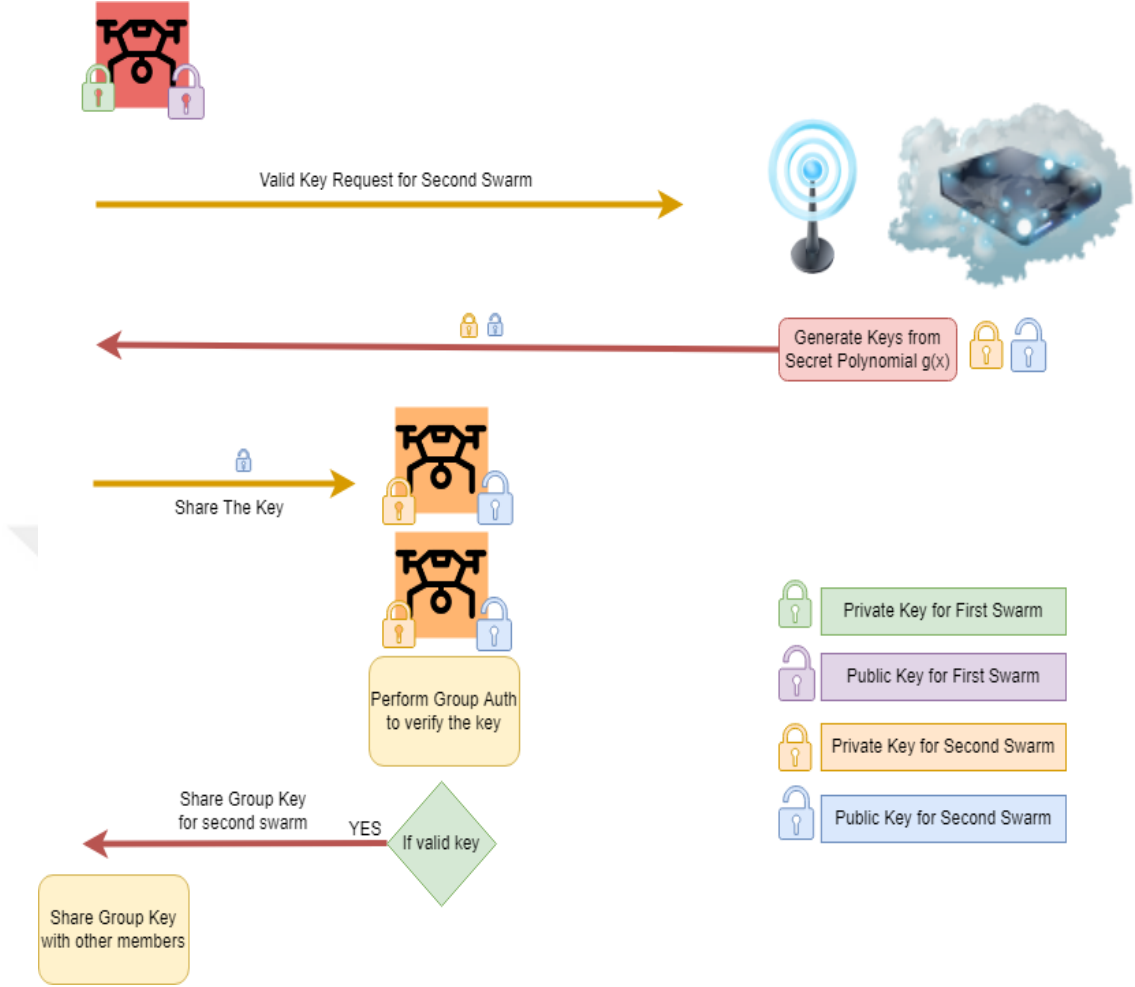 Valid Key Request for Second Swarm
Generate Keys from
Secret Polynomial g(x)
Share The Key
Private Key for First Swarm
Public Key for First Swarm
Perform Group Auth
to verify the key
Private Key for Second Swarm
Public Key for Second Swarm
Share Group Key
for second swarm
YES
If valid key
Share Group Key
with other members